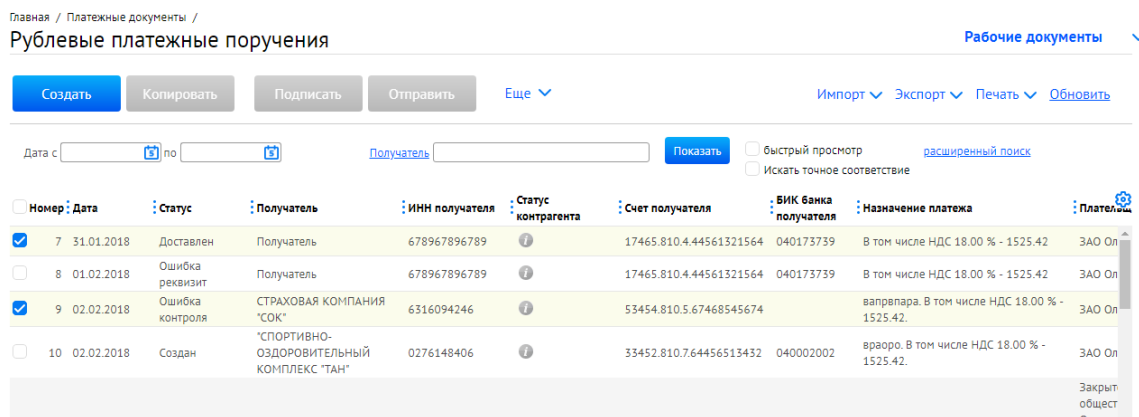 Главная / Платежные документы /
Рублевые платежные поручения
Рабочие документы
Создать Копировать Подписать Отправить Еще Импорт Экспорт Печать Обновить
Дата с по Получатель Показать быстрый просмотр расширенный поиск
Искать точное соответствие
Номер Дата Статус Получатель ИНН получателя Статус контрагента Счет получателя БИК банка получателя Назначение платежа Плательщ
7 31.01.2018 Доставлен Получатель 678967896789 17465.810.4.44561321564 040173739 В том числе НДС 18.00 % - 1525.42 ЗАО Ол
8 01.02.2018 Ошибка реквизит Получатель 678967896789 17465.810.4.44561321564 040173739 В том числе НДС 18.00 % - 1525.42 ЗАО Ол
9 02.02.2018 Ошибка контроля СТРАХОВАЯ КОМПАНИЯ "СОК" 6316094246 53454.810.5.67468545674 вапрвпара. В том числе НДС 18.00 % - 1525.42. ЗАО Ол
10 02.02.2018 Создан "СПОРТИВНО-ОЗДОРОВИТЕЛЬНЫЙ КОМПЛЕКС "ТАН" 0276148406 33452.810.7.64456513432 040002002 враоро. В том числе НДС 18.00 % - 1525.42. ЗАО Ол
Закрыт
общест